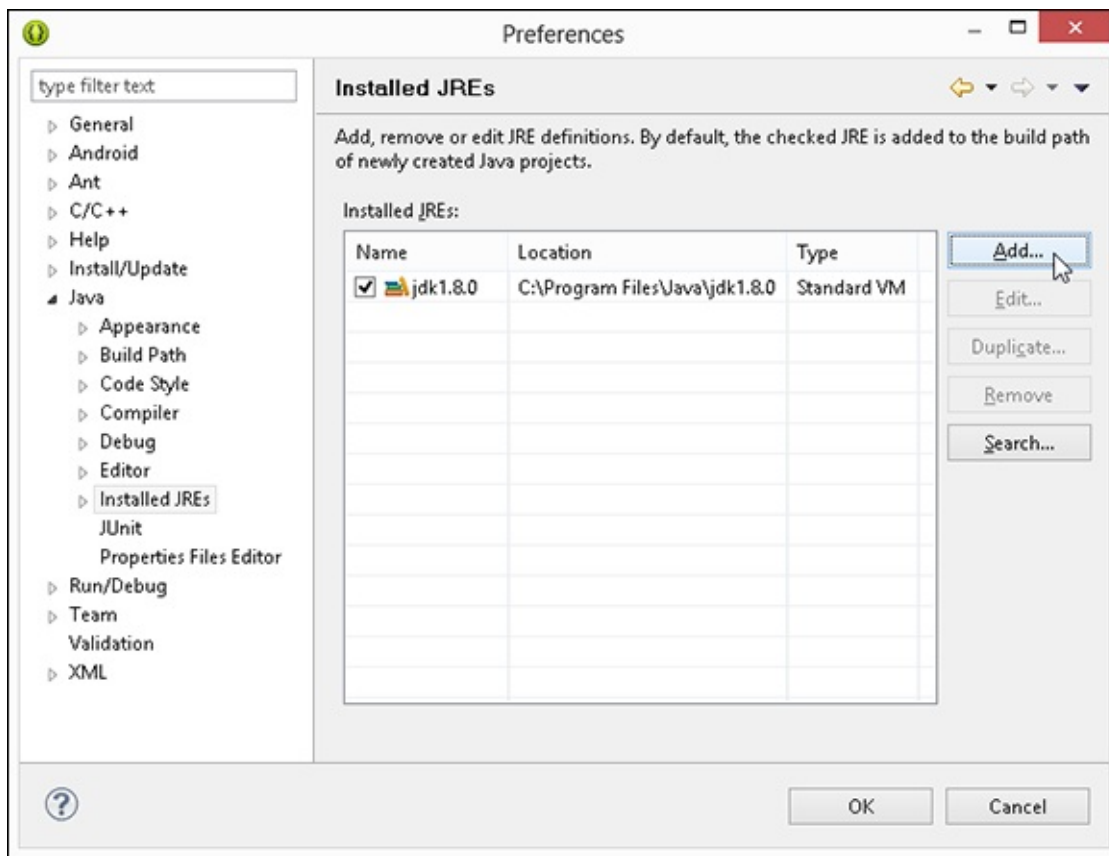 Preferences
type filter text
General
Android
Ant
C/C++
Help
Install/Update
Java
Appearance
Build Path
Code Style
Compiler
Debug
Editor
Installed JREs
JUnit
Properties Files Editor
Run/Debug
Team
Validation
XML
Installed JREs
Add, remove or edit JRE definitions. By default, the checked JRE is added to the build path
of newly created Java projects.
Installed JREs:
Name Location Type
jdk1.8.0 C:\Program Files\Java\jdk1.8.0 Standard VM
Add...
Edit...
Duplicate...
Remove
Search...
?
OK Cancel